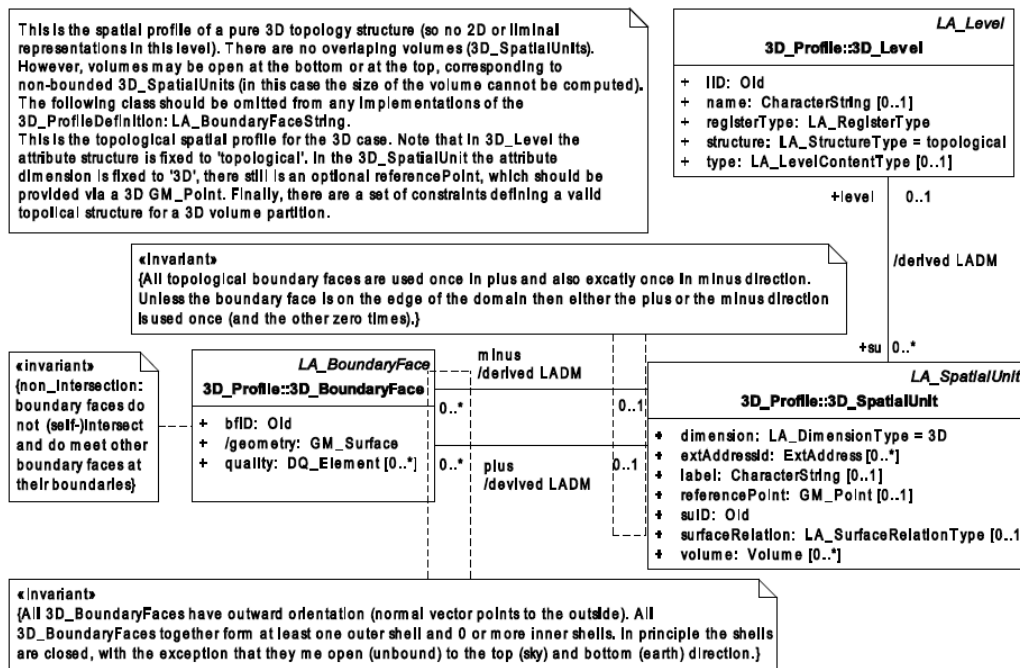 This is the spatial profile of a pure 3D topology structure (so no 2D or liminal
representations in this level). There are no overlaping volumes (3D_SpatialUnits).
However, volumes may be open at the bottom or at the top, corresponding to
non-bounded 3D_SpatialUnits (in this case the size of the volume cannot be computed).
The following class should be omitted from any implementations of the
3D_ProfileDefinition: LA_BoundaryFaceString.
This is the topological spatial profile for the 3D case. Note that in 3D_Level the
attribute structure is fixed to 'topological'. In the 3D_SpatialUnit the attribute
dimension is fixed to '3D', there still is an optional referencePoint, which should be
provided via a 3D GM_Point. Finally, there are a set of constraints defining a valid
topolical structure for a 3D volume partition.
LA_Level
3D_Profile::3D_Level
+ lID: Oid
+ name: CharacterString [0..1]
+ registerType: LA_RegisterType
+ structure: LA_StructureType = topological
+ type: LA_LevelContentType [0..1]
+level 0..1
/derived LADM
+su 0..*
«invariant»
{All topological boundary faces are used once in plus and also excatly once in minus direction.
Unless the boundary face is on the edge of the domain then either the plus or the minus direction
is used once (and the other zero times).}
«invariant»
{non_intersection:
boundary faces do
not (self-)intersect
and do meet other
boundary faces at
their boundaries}
LA_BoundaryFace
3D_Profile::3D_BoundaryFace
+ bfID: Oid
+ /geometry: GM_Surface
+ quality: DQ_Element [0..*]
minus
/derived LADM
0..* 0..1
0..* 0..1
plus
/devived LADM
LA_SpatialUnit
3D_Profile::3D_SpatialUnit
+ dimension: LA_DimensionType = 3D
+ extAddressId: ExtAddress [0..*]
+ label: CharacterString [0..1]
+ referencePoint: GM_Point [0..1]
+ suID: Oid
+ surfaceRelation: LA_SurfaceRelationType [0..1
+ volume: Volume [0..*]
«invariant»
{All 3D_BoundaryFaces have outward orientation (normal vector points to the outside). All
3D_BoundaryFaces together form at least one outer shell and 0 or more inner shells. In principle the shells
are closed, with the exception that they me open (unbound) to the top (sky) and bottom (earth) direction.}